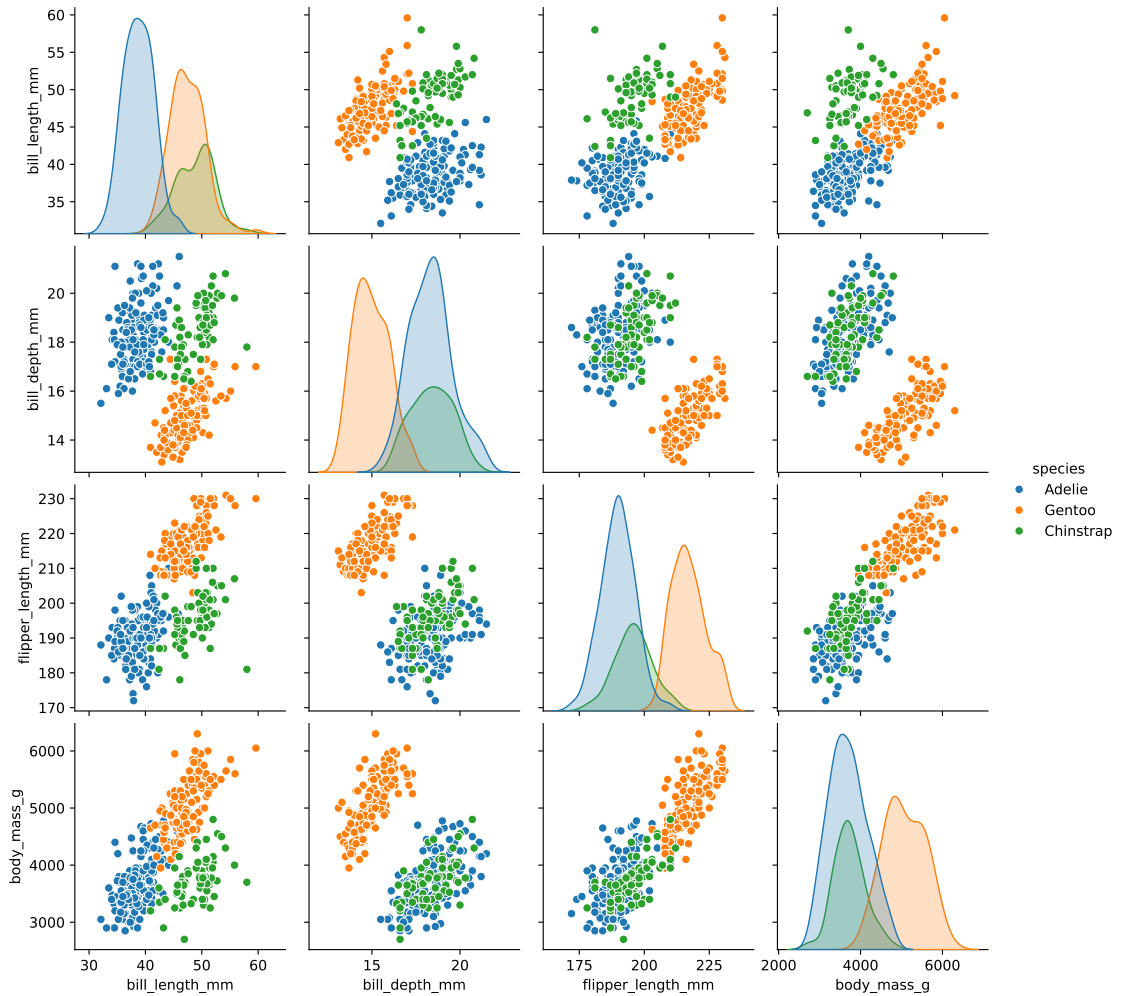 60
55
50
45
40
35
bill_length_mm
20
18
16
14
bill_depth_mm
230
220
210
200
190
180
170
flipper_length_mm
6000
5000
4000
3000
body_mass_g
30 40 50 60
bill_length_mm
15 20
bill_depth_mm
175 200 225
flipper_length_mm
2000 4000 6000
body_mass_g
species
Adelie
Gentoo
Chinstrap